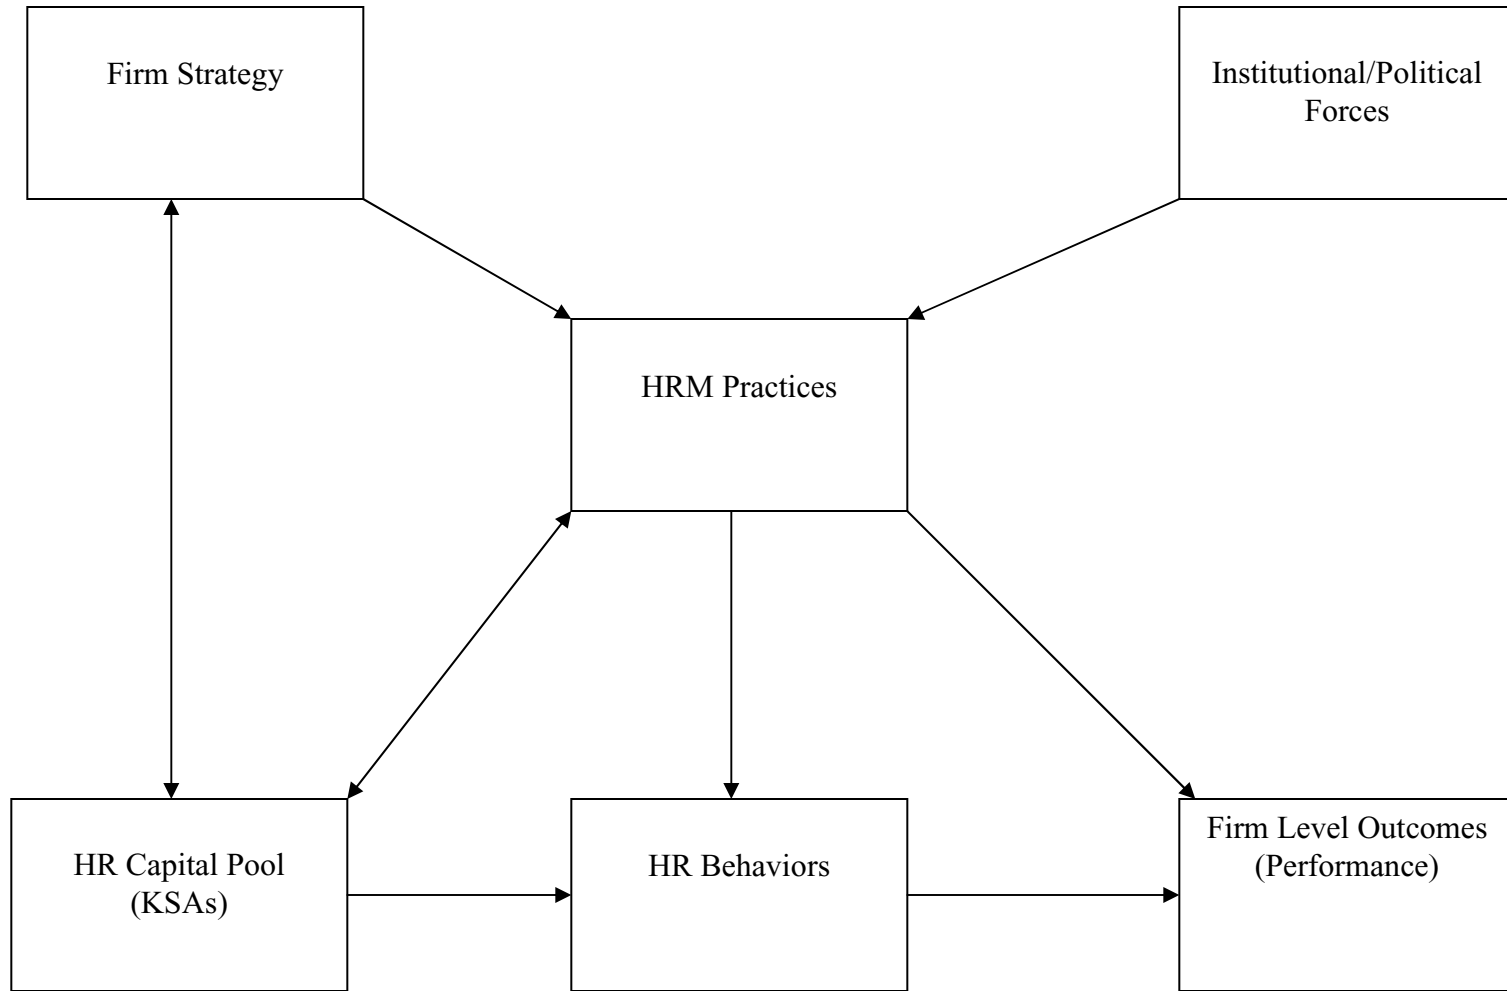 Firm Strategy
Institutional/Political
Forces
HRM Practices
HR Capital Pool
(KSAs)
HR Behaviors
Firm Level Outcomes
(Performance)